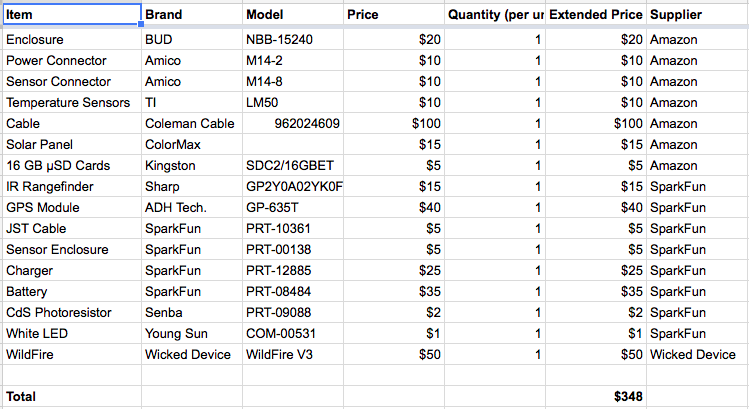 Item Brand Model Price Quantity (per ur Extended Price Supplier
Enclosure BUD NBB-15240 $20 1 $20 Amazon
Power Connector Amico M14-2 $10 1 $10 Amazon
Sensor Connector Amico M14-8 $10 1 $10 Amazon
Temperature Sensors TI LM50 $10 1 $10 Amazon
Cable Coleman Cable 962024609 $100 1 $100 Amazon
Solar Panel ColorMax $15 1 $15 Amazon
16 GB µSD Cards Kingston SDC2/16GBET $5 1 $5 Amazon
IR Rangefinder Sharp GP2Y0A02YK0F $15 1 $15 SparkFun
GPS Module ADH Tech. GP-635T $40 1 $40 SparkFun
JST Cable SparkFun PRT-10361 $5 1 $5 SparkFun
Sensor Enclosure SparkFun PRT-00138 $5 1 $5 SparkFun
Charger SparkFun PRT-12885 $25 1 $25 SparkFun
Battery SparkFun PRT-08484 $35 1 $35 SparkFun
CdS Photoresistor Senba PRT-09088 $2 1 $2 SparkFun
White LED Young Sun COM-00531 $1 1 $1 SparkFun
WildFire Wicked Device WildFire V3 $50 1 $50 Wicked Device
Total $348